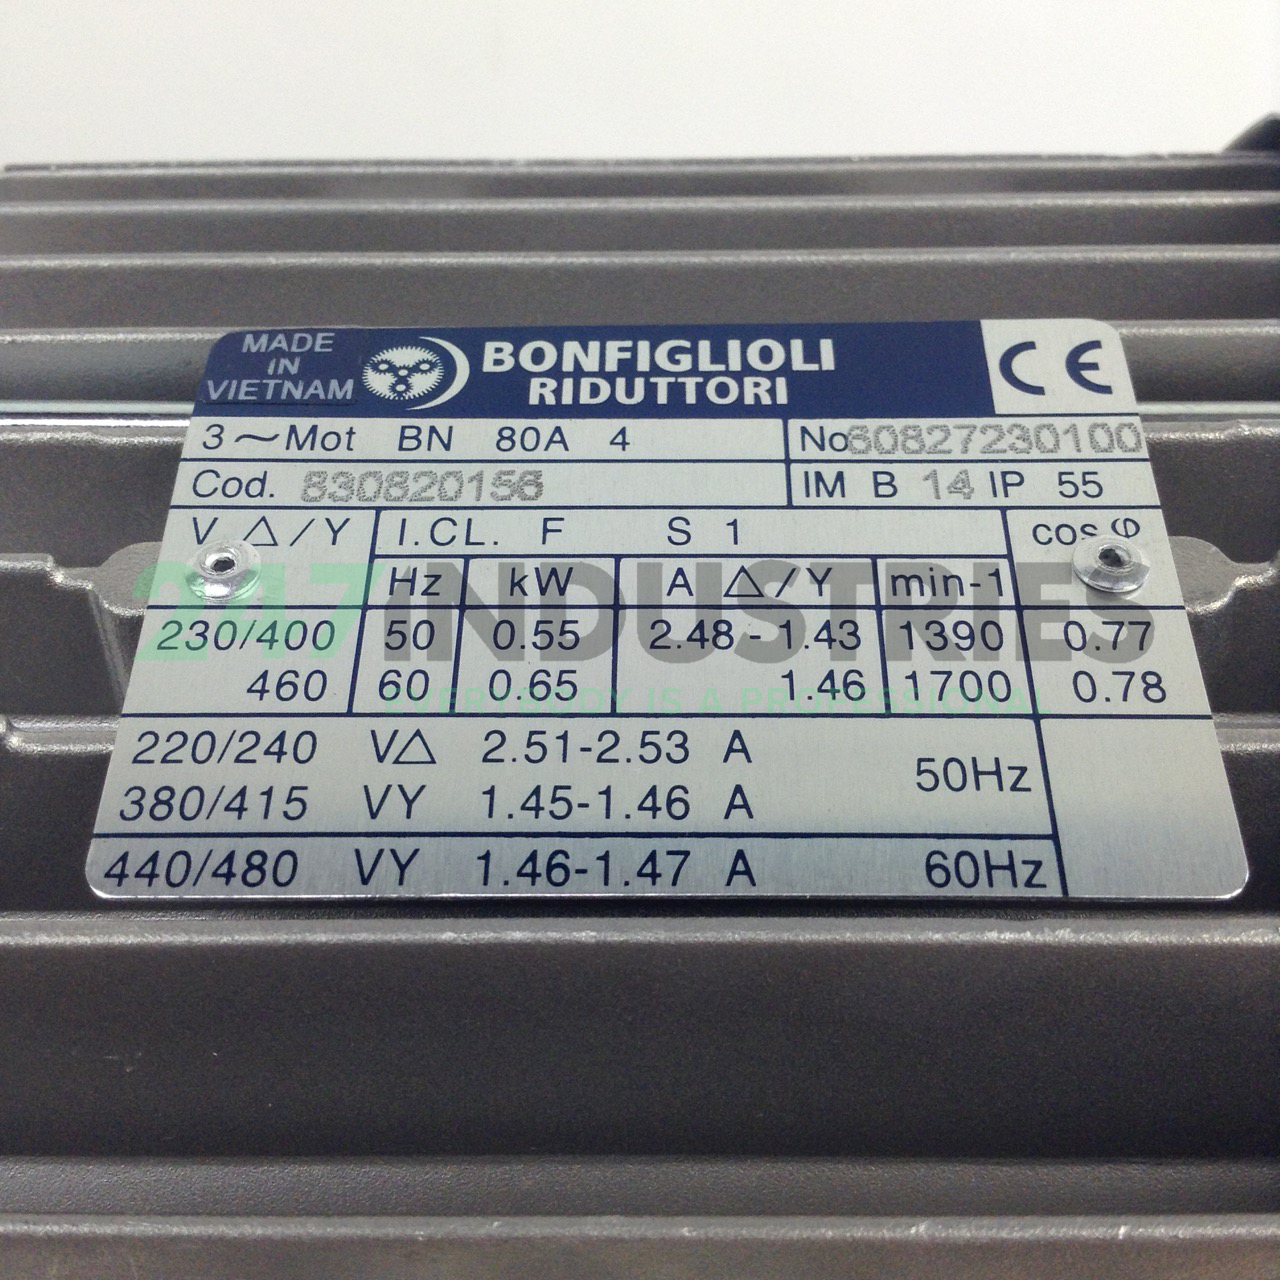 MADE
IN
VIETNAM
BONFIGLIOLI
RIDUTTORI
CE
3~Mot BN 80A 4
No60827230100
Cod. 830820156
IM B 14 IP 55
V △/Y
I.CL. F S 1
cos φ
Hz kW A △/Y min-1
230/400 50 0.55 2.48-1.43 1390 0.77
460 60 0.65 1.46 1700 0.78
220/240 V△ 2.51-2.53 A
50Hz
380/415 VY 1.45-1.46 A
440/480 VY 1.46-1.47 A 60Hz
247 INDUSTRIES
EVERYBODY IS A PROFESSIONAL